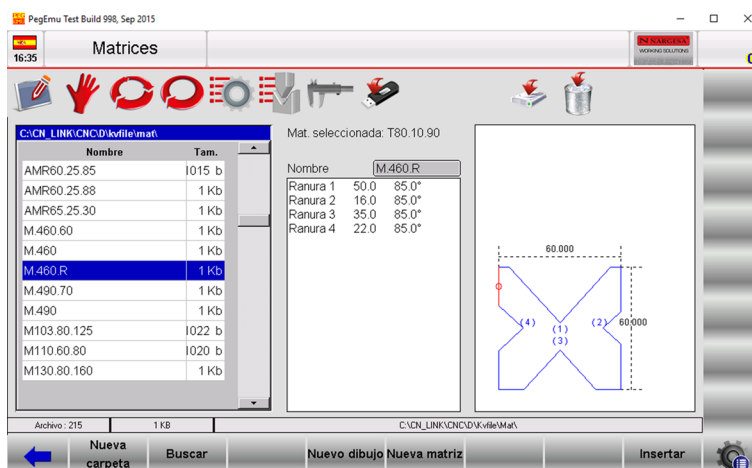 PegEmu Test Build 998, Sep 2015
16:35
Matrices
NARGESA
WORKING SOLUTIONS
C:\CN_LINK\CNC\D\kvfile\mat\
Nombre Tam.
AMR60.25.85 1015 b
AMR60.25.88 1 Kb
AMR65.25.30 1 Kb
M.460.60 1 Kb
M.460 1 Kb
M.460.R 1 Kb
M.490.70 1 Kb
M.490 1 Kb
M103.80.125 1022 b
M110.60.80 1020 b
M130.80.160 1 Kb
Mat. seleccionada: T80.10.90
Nombre M.460.R
Ranura 1 50.0 85.0°
Ranura 2 16.0 85.0°
Ranura 3 35.0 85.0°
Ranura 4 22.0 85.0°
60.000
(4) (1) (2) 60.000
(3)
Archivo : 215 1 KB C:\CN_LINK\CNC\D\Kvfile\Mat\
Nueva carpeta Buscar Nuevo dibujo Nueva matriz Insertar